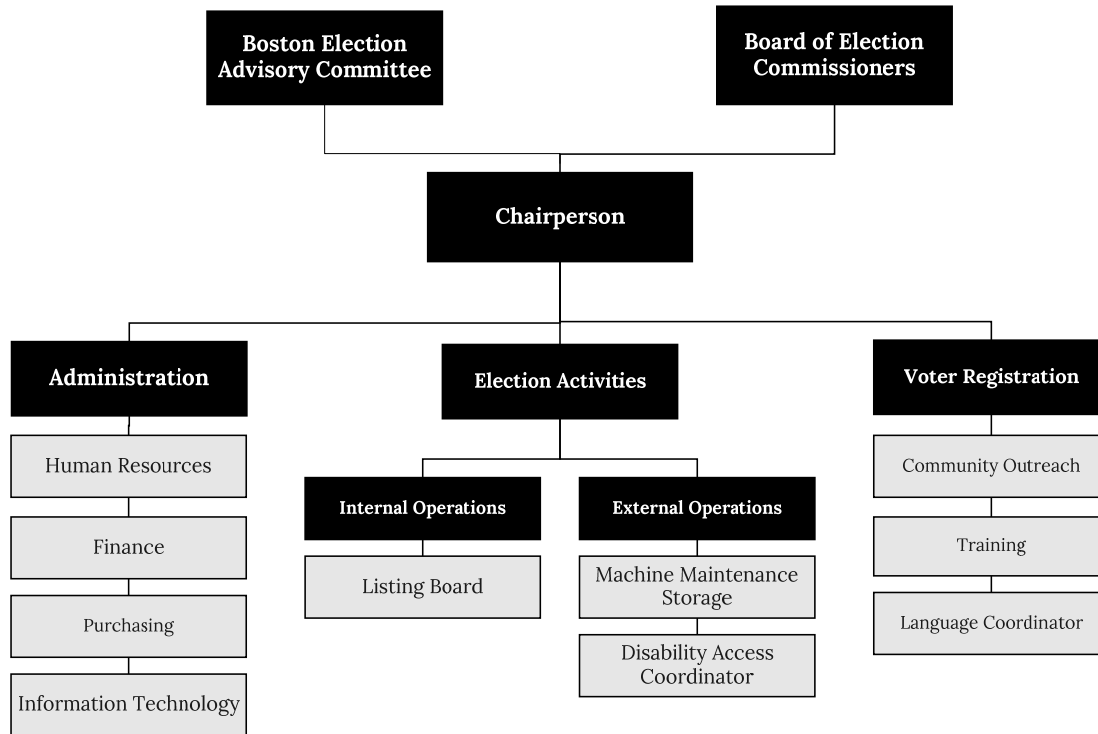 Boston Election
Advisory Committee
Board of Election
Commissioners
Chairperson
Administration
Human Resources
Finance
Purchasing
Information Technology
Election Activities
Internal Operations
Listing Board
External Operations
Machine Maintenance
Storage
Disability Access
Coordinator
Voter Registration
Community Outreach
Training
Language Coordinator